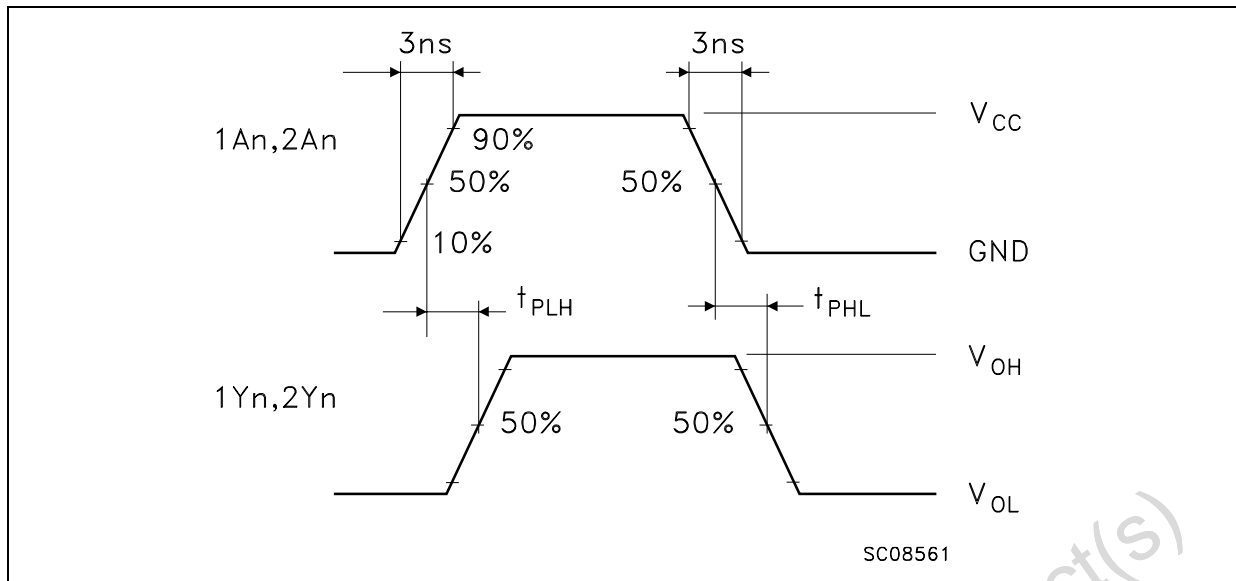 3ns 3ns
1An,2An
90%
50% 50%
10%
V_CC
GND
t_PLH t_PHL
1Yn,2Yn
50% 50%
V_OH
V_OL
SC08561
ct(s)